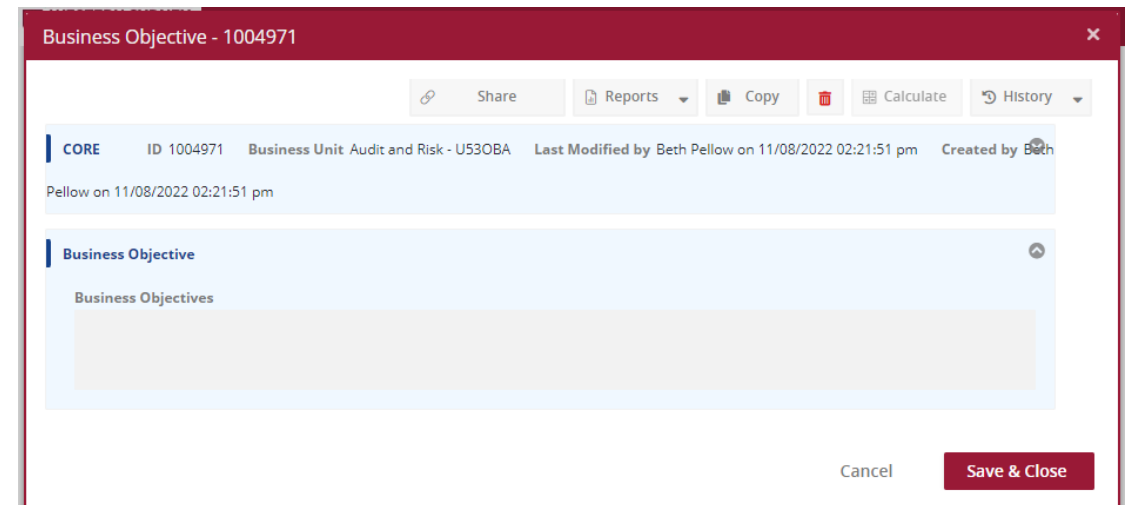 Business Objective - 1004971
Share Reports Copy Calculate History
CORE ID 1004971 Business Unit Audit and Risk - U53OBA Last Modified by Beth Pellow on 11/08/2022 02:21:51 pm Created by Beth
Pellow on 11/08/2022 02:21:51 pm
Business Objective
Business Objectives
Cancel Save & Close